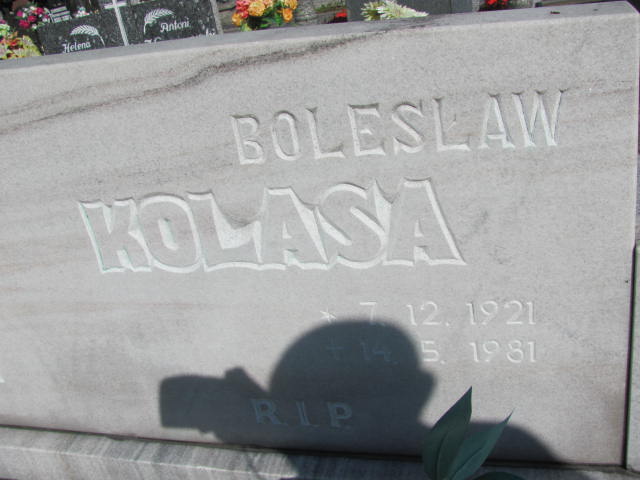 Helena
Antoni
BOLESŁAW
KOLASA
* 7. 12. 1921
+ 14. 5. 1981
R.I.P.